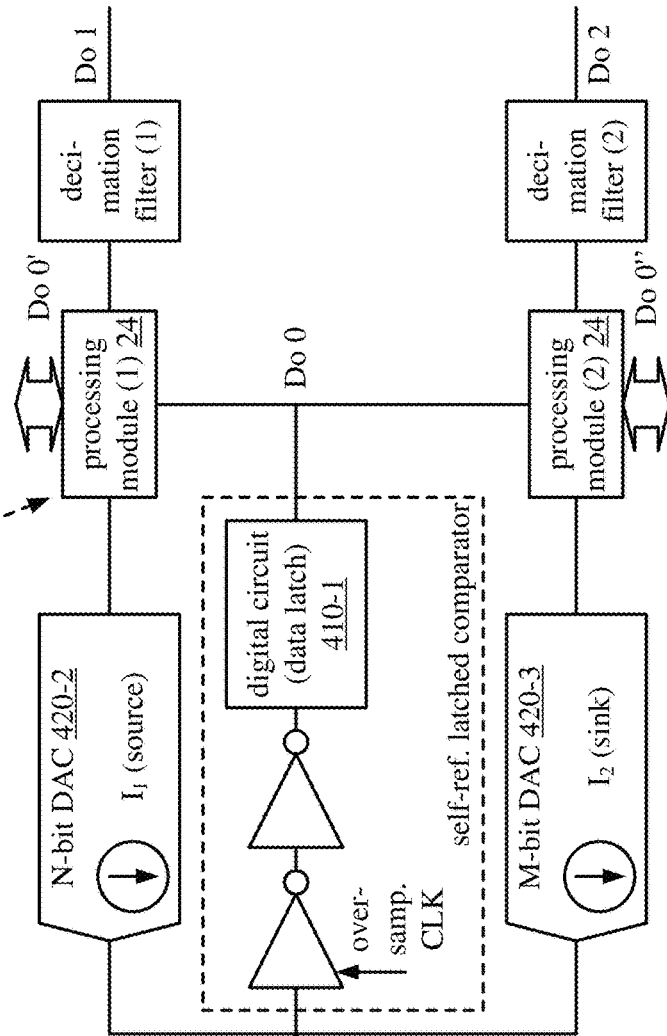 N-bit DAC 420-2
I1 (source)
processing
module (1) 24
Do 0'
deci-
mation
filter (1)
Do 1
over-
samp.
CLK
digital circuit
(data latch)
410-1
self-ref. latched comparator
Do 0
M-bit DAC 420-3
I2 (sink)
processing
module (2) 24
Do 0"
deci-
mation
filter (2)
Do 2